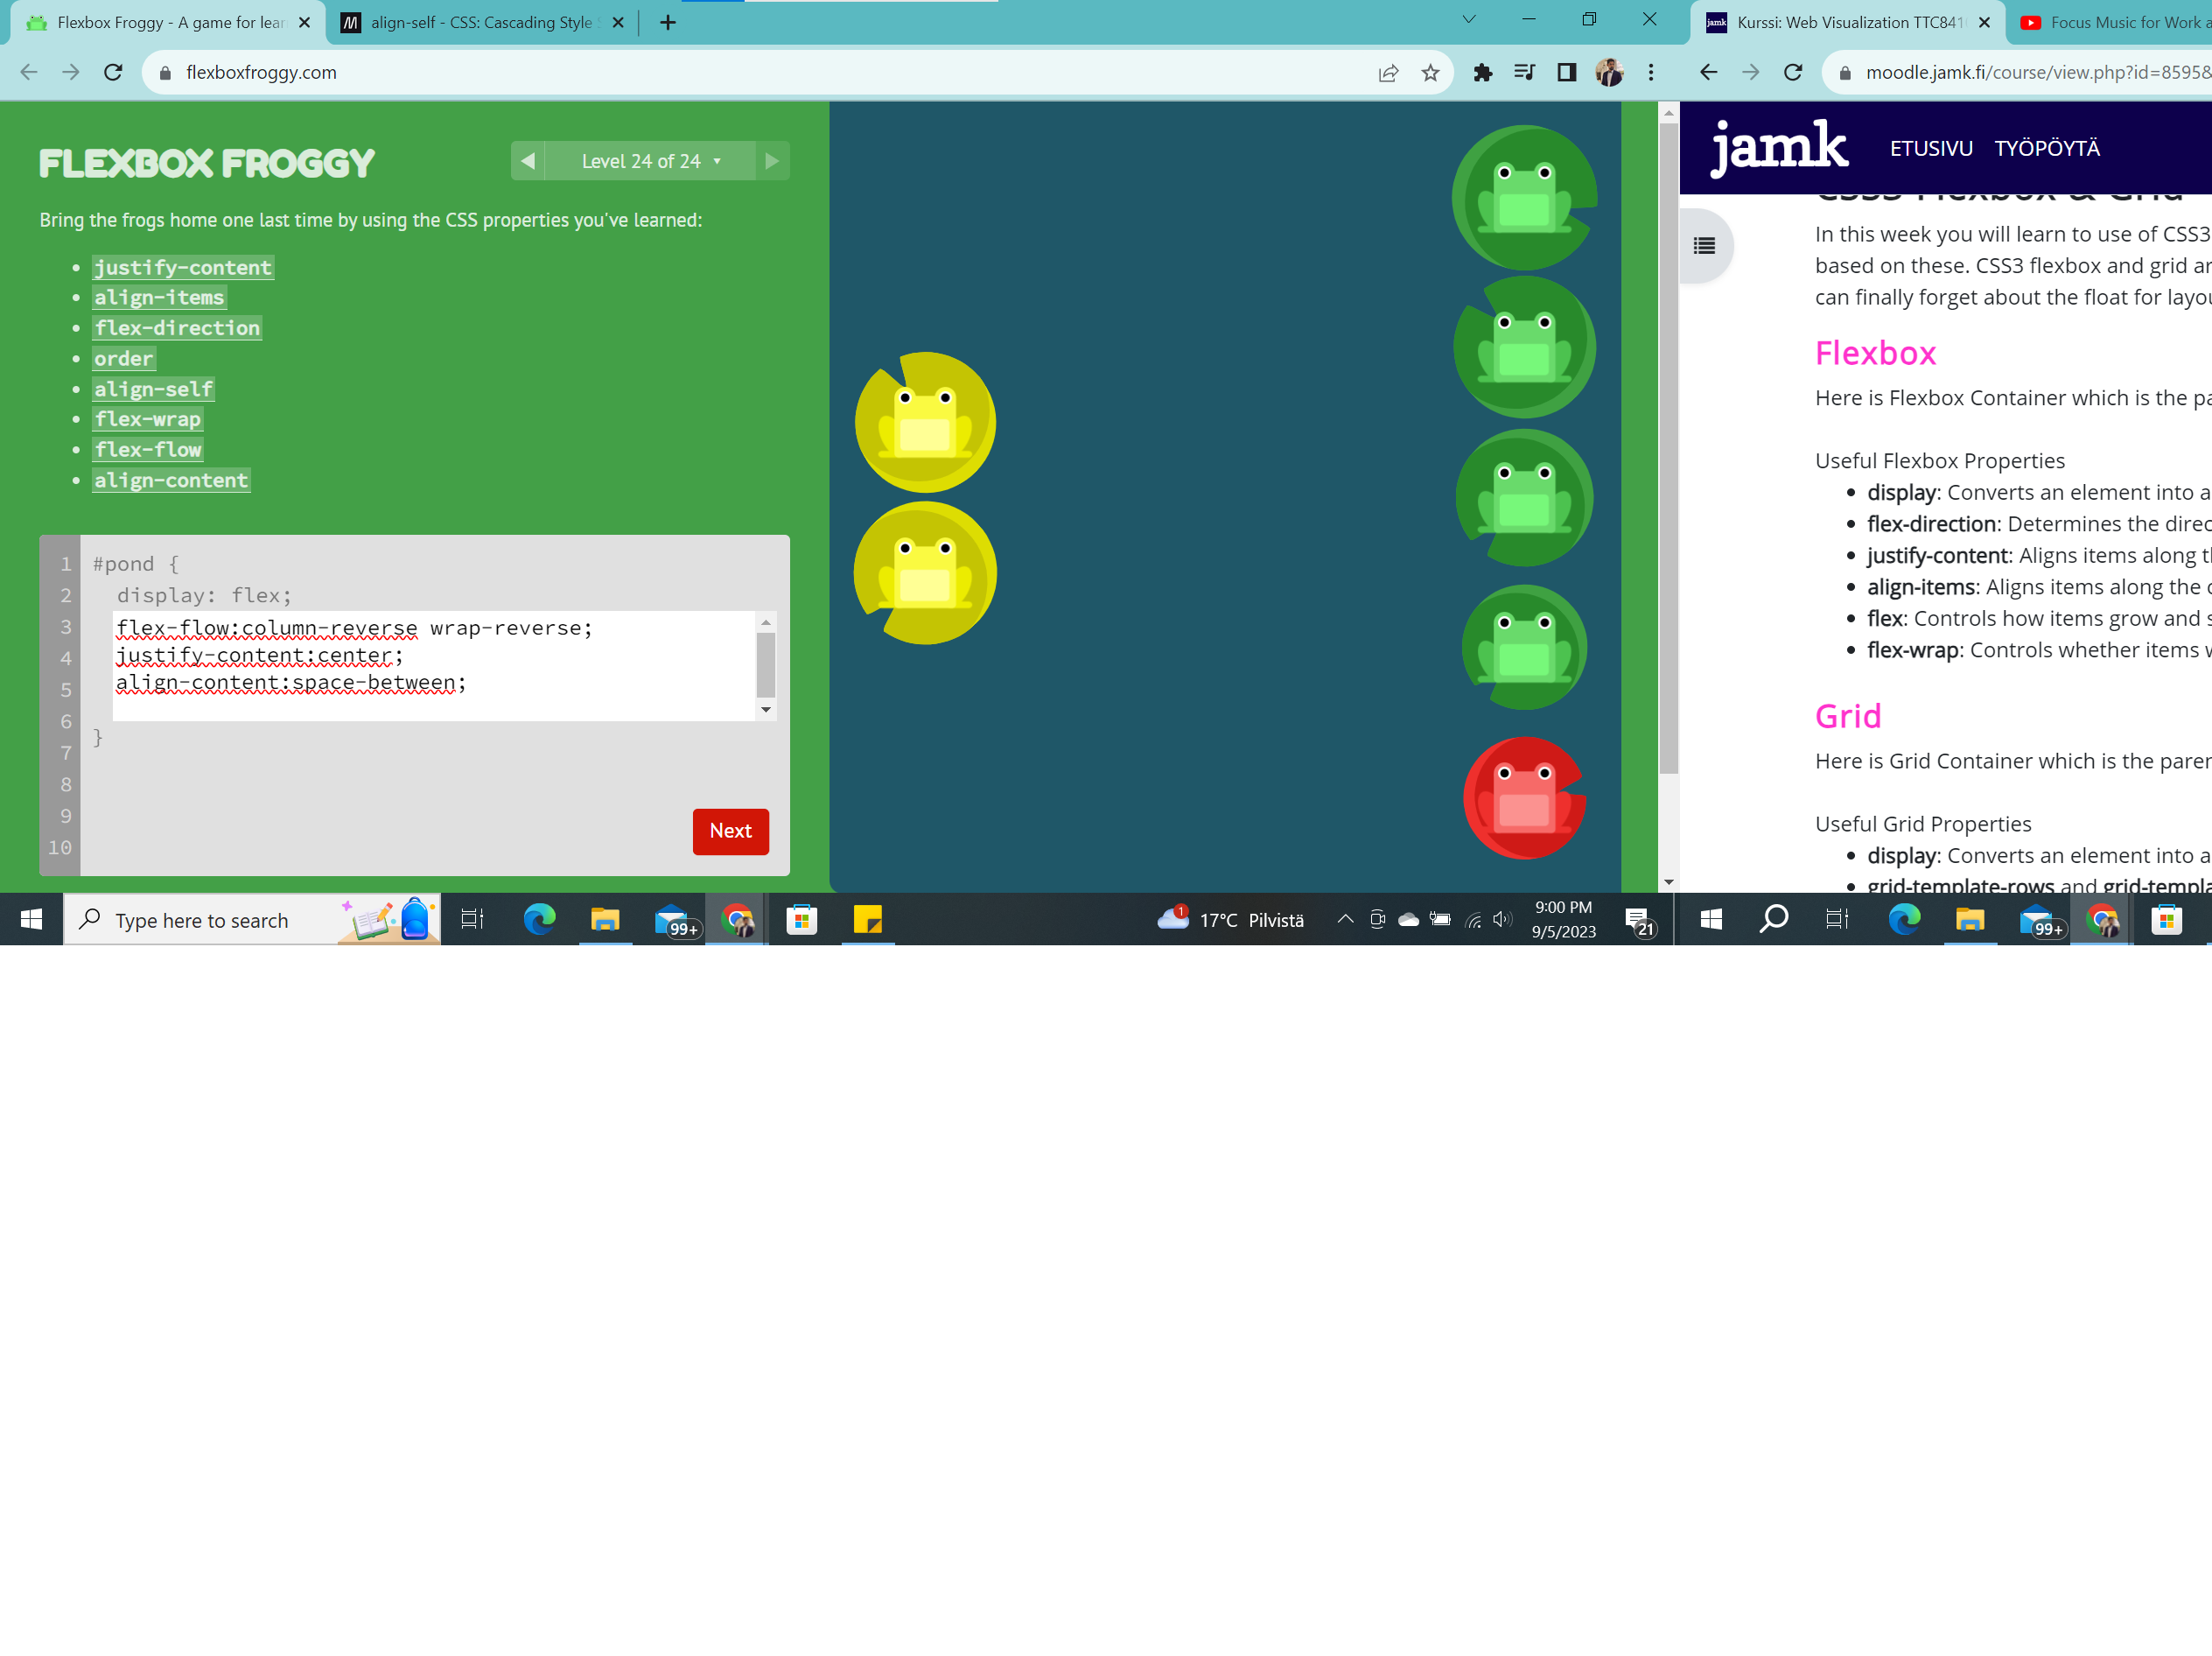 Flexbox Froggy - A game for lear
align-self - CSS: Cascading Style S
flexboxfroggy.com
FLEXBOX FROGGY
Level 24 of 24
Bring the frogs home one last time by using the CSS properties you've learned:
justify-content
align-items
flex-direction
order
align-self
flex-wrap
flex-flow
align-content
1 #pond {
2 display: flex;
3 flex-flow:column-reverse wrap-reverse;
4 justify-content:center;
5 align-content:space-between;
6 }
7
8
9
10
Next
Type here to search
99+
1
17°C Pilvistä
9:00 PM
9/5/2023
21
jamk Kurssi: Web Visualization TTC841
Focus Music for Work a
moodle.jamk.fi/course/view.php?id=8595&
jamk
ETUSIVU TYÖPÖYTÄ
CSS3 Flexbox & Grid
In this week you will learn to use of CSS3
based on these. CSS3 flexbox and grid ar
can finally forget about the float for layou
Flexbox
Here is Flexbox Container which is the pa
Useful Flexbox Properties
display: Converts an element into a
flex-direction: Determines the direc
justify-content: Aligns items along t
align-items: Aligns items along the c
flex: Controls how items grow and s
flex-wrap: Controls whether items w
Grid
Here is Grid Container which is the paren
Useful Grid Properties
display: Converts an element into a
grid-template-rows and grid-templa
99+